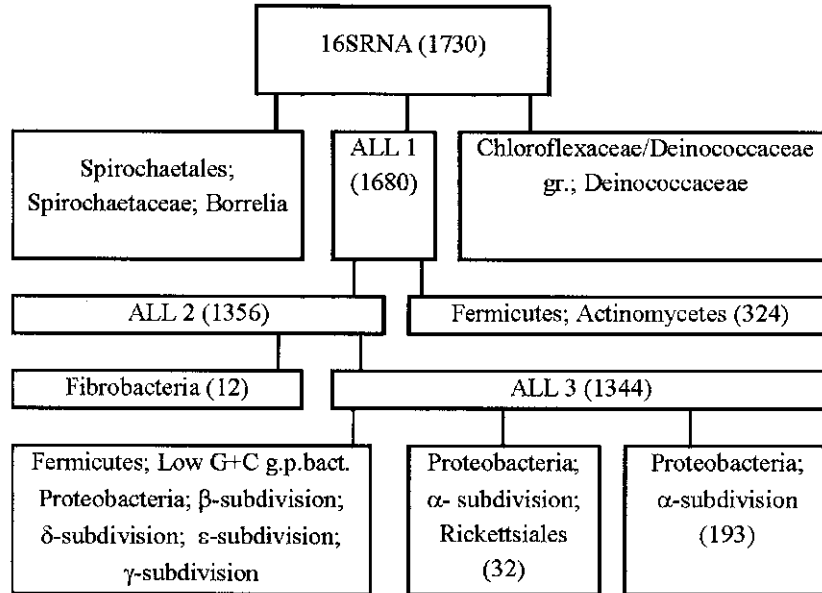 16SRNA (1730)
Spirochaetales;
Spirochaetaceae; Borrelia
ALL 1
(1680)
Chloroflexaceae/Deinococcaceae
gr.; Deinococcaceae
ALL 2 (1356)
Fermicutes; Actinomycetes (324)
Fibrobacteria (12)
ALL 3 (1344)
Fermicutes; Low G+C g.p.bact.
Proteobacteria; β-subdivision;
δ-subdivision; ε-subdivision;
γ-subdivision
Proteobacteria;
α- subdivision;
Rickettsiales
(32)
Proteobacteria;
α-subdivision
(193)